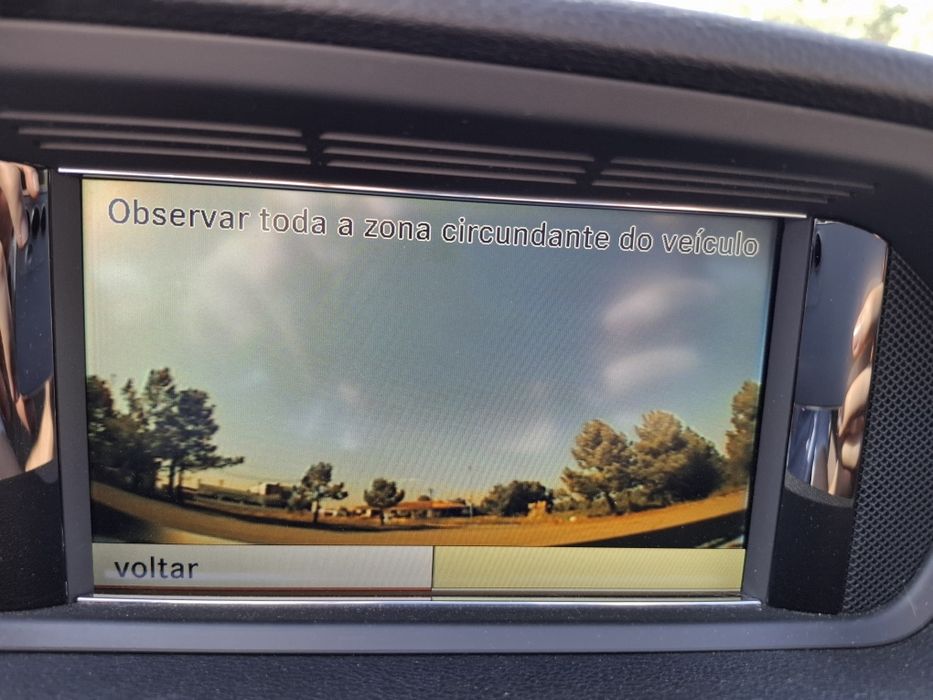 Observar toda a zona circundante do veículo
voltar